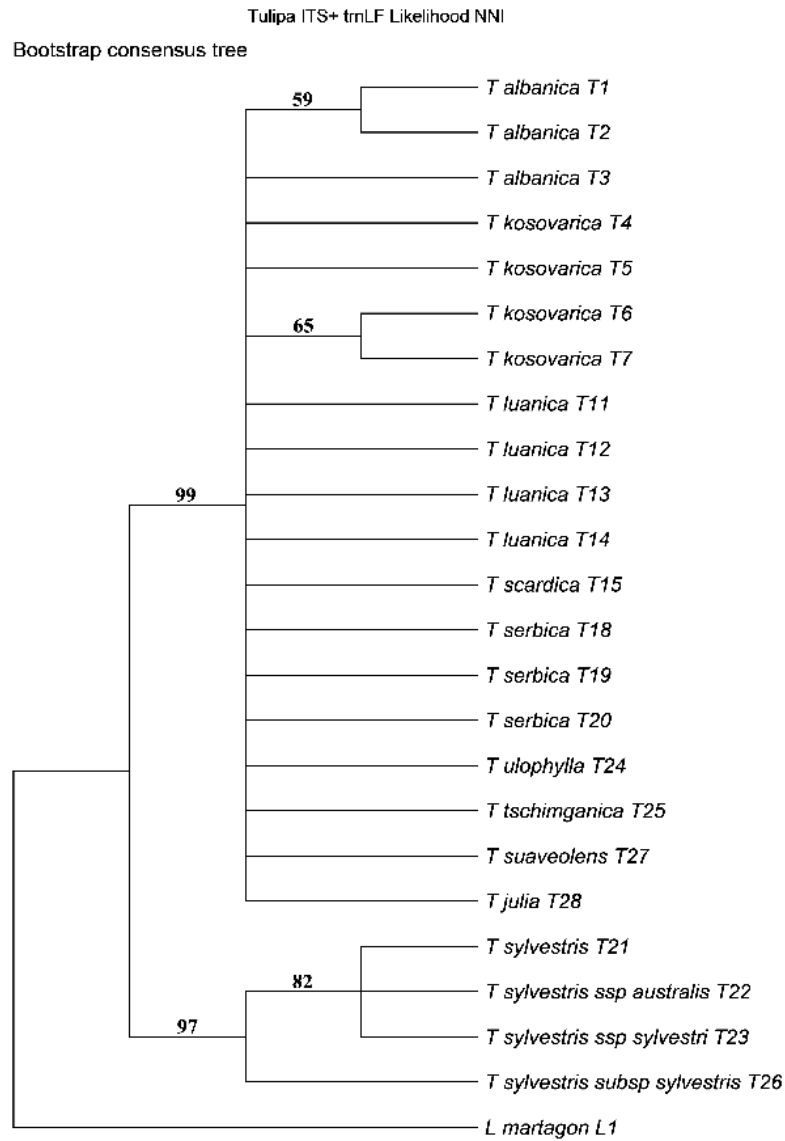 Tulipa ITS+ trnLF Likelihood NNI
Bootstrap consensus tree
59
T albanica T1
T albanica T2
T albanica T3
T kosovarica T4
T kosovarica T5
65
T kosovarica T6
T kosovarica T7
T luanica T11
T luanica T12
99
T luanica T13
T luanica T14
T scardica T15
T serbica T18
T serbica T19
T serbica T20
T ulophylla T24
T tschimganica T25
T suaveolens T27
T julia T28
T sylvestris T21
82
T sylvestris ssp australis T22
97
T sylvestris ssp sylvestri T23
T sylvestris subsp sylvestris T26
L martagon L1